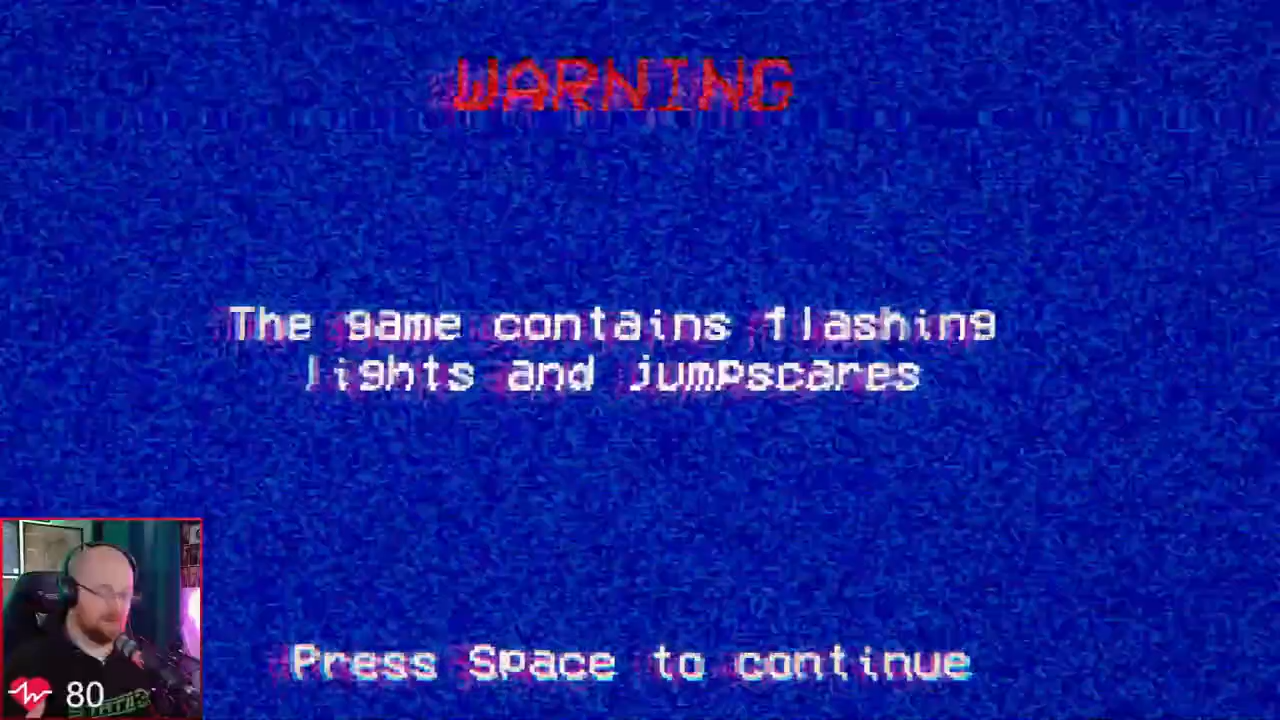 WARNING
The game contains flashing
lights and jumpscares
Press Space to continue
80